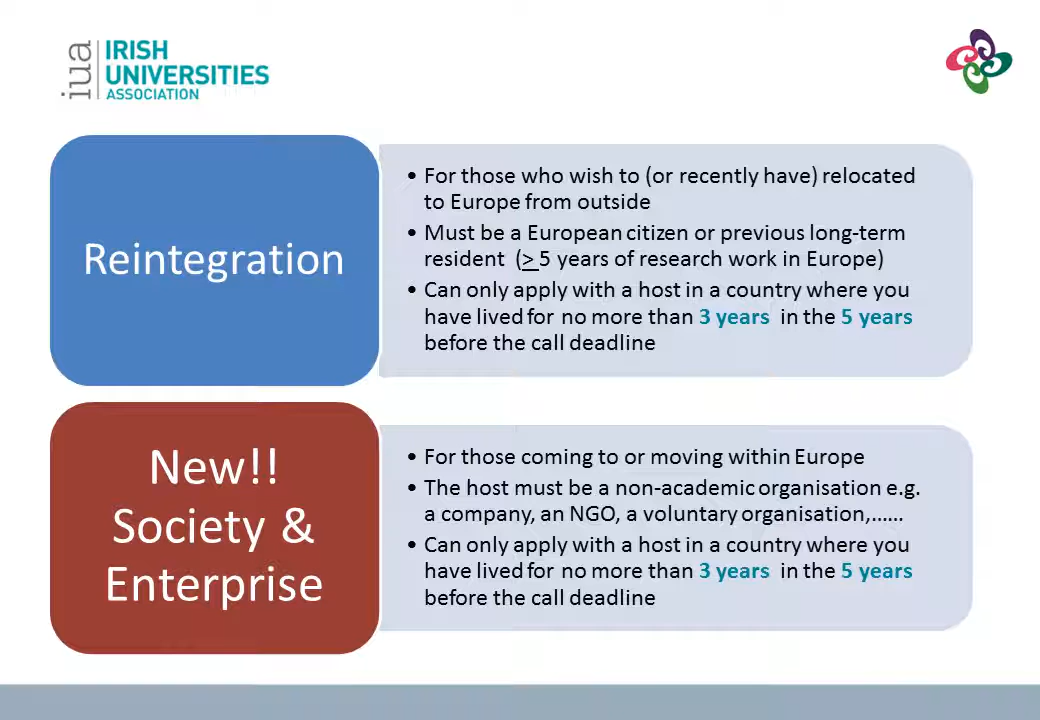 iua
IRISH
UNIVERSITIES
ASSOCIATION
Reintegration
• For those who wish to (or recently have) relocated
to Europe from outside
• Must be a European citizen or previous long-term
resident (> 5 years of research work in Europe)
• Can only apply with a host in a country where you
have lived for no more than 3 years in the 5 years
before the call deadline
New!!
Society &
Enterprise
• For those coming to or moving within Europe
• The host must be a non-academic organisation e.g.
a company, an NGO, a voluntary organisation,......
• Can only apply with a host in a country where you
have lived for no more than 3 years in the 5 years
before the call deadline